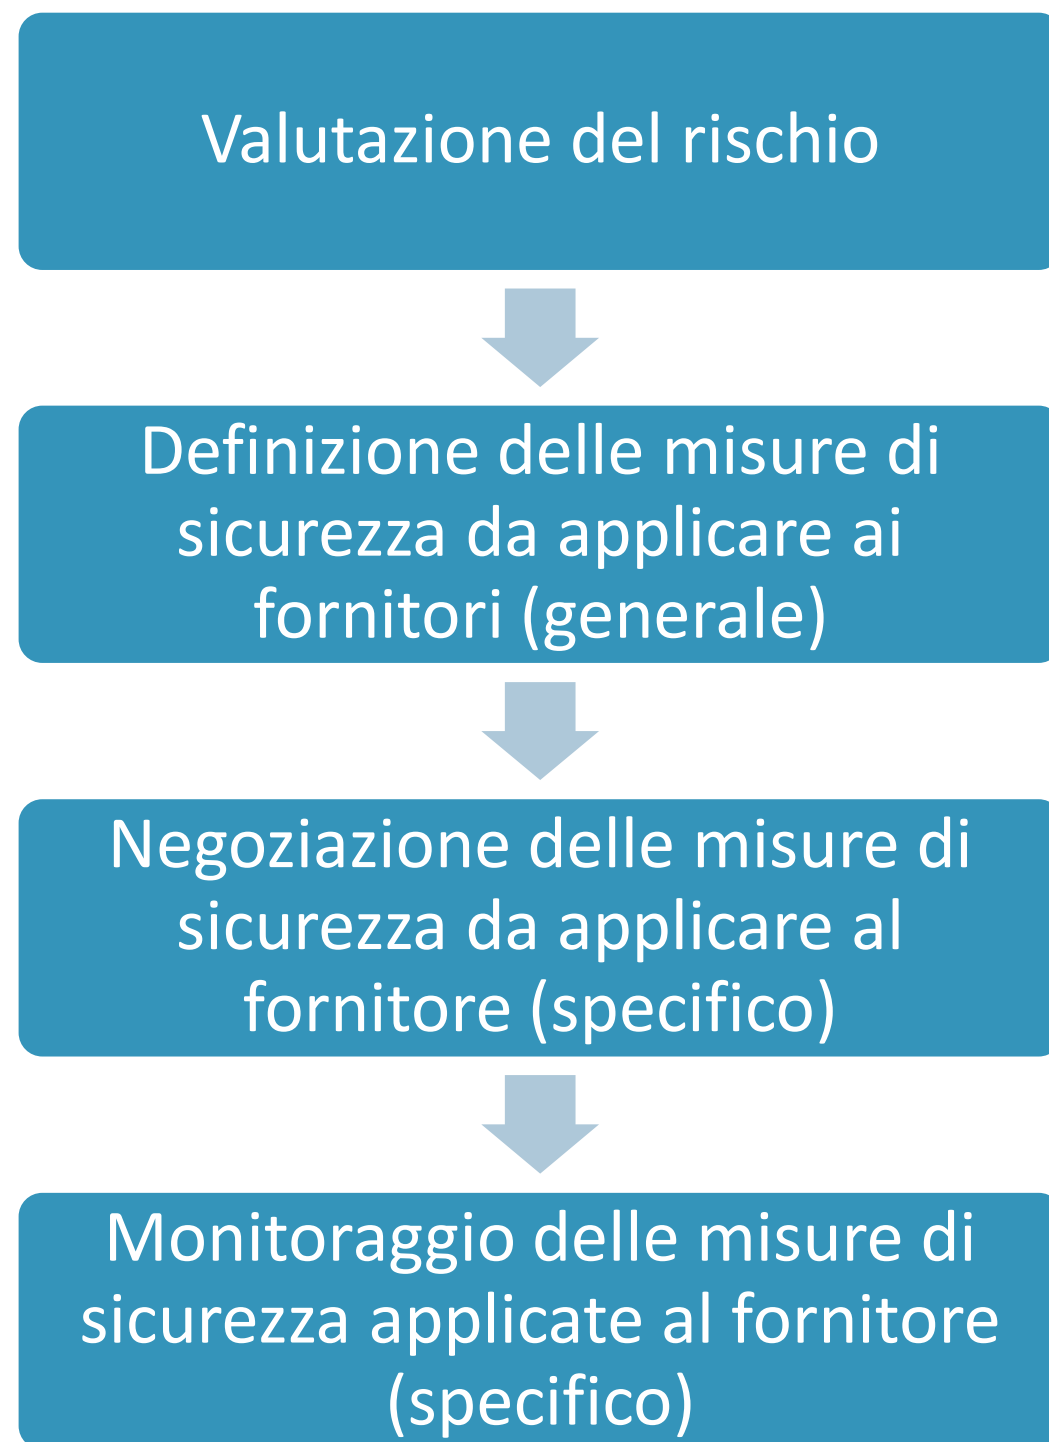 Valutazione del rischio
Definizione delle misure di
sicurezza da applicare ai
fornitori (generale)
Negoziazione delle misure di
sicurezza da applicare al
fornitore (specifico)
Monitoraggio delle misure di
sicurezza applicate al fornitore
(specifico)